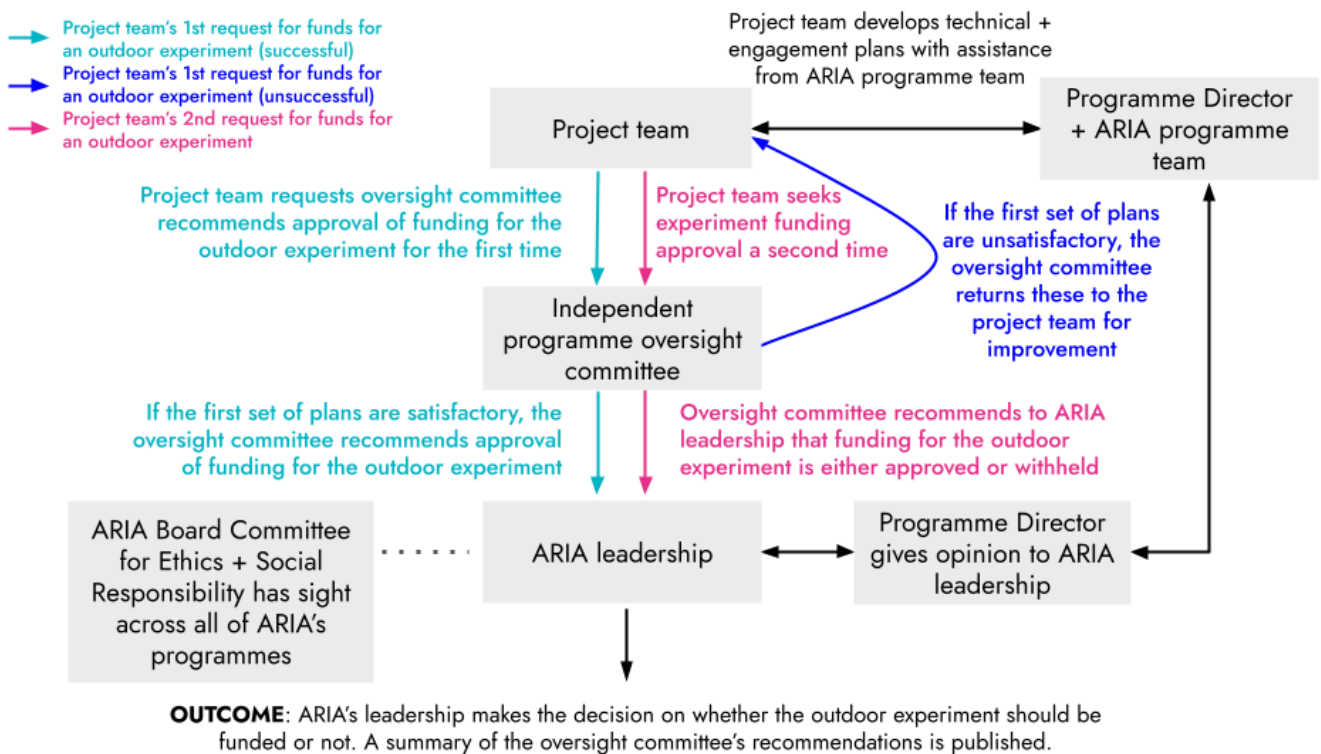 Project team's 1st request for funds for
an outdoor experiment (successful)
Project team's 1st request for funds for
an outdoor experiment (unsuccessful)
Project team's 2nd request for funds for
an outdoor experiment
Project team develops technical +
engagement plans with assistance
from ARIA programme team
Project team
Programme Director
+ ARIA programme
team
Project team requests oversight committee
recommends approval of funding for the
outdoor experiment for the first time
Project team seeks
experiment funding
approval a second time
If the first set of plans
are unsatisfactory, the
oversight committee
returns these to the
project team for
improvement
Independent
programme oversight
committee
If the first set of plans are satisfactory, the
oversight committee recommends approval
of funding for the outdoor experiment
Oversight committee recommends to ARIA
leadership that funding for the outdoor
experiment is either approved or withheld
ARIA Board Committee
for Ethics + Social
Responsibility has sight
across all of ARIA's
programmes
ARIA leadership
Programme Director
gives opinion to ARIA
leadership
OUTCOME: ARIA's leadership makes the decision on whether the outdoor experiment should be
funded or not. A summary of the oversight committee's recommendations is published.